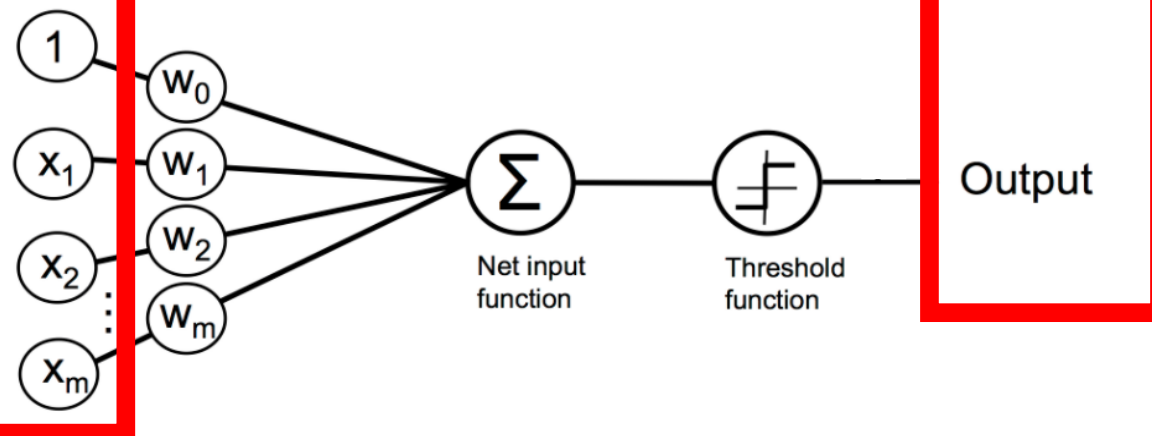 1
x₁
x₂
⋮
xₘ
w₀
w₁
w₂
wₘ
Σ
Net input
function
Threshold
function
Output